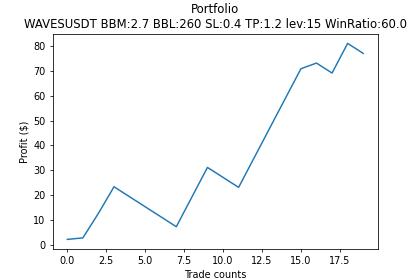 Portfolio
WAVESUSDT BBM:2.7 BBL:260 SL:0.4 TP:1.2 lev:15 WinRatio:60.0
80
70
60
50
40
30
20
10
0
Profit ($)
0.0 2.5 5.0 7.5 10.0 12.5 15.0 17.5
Trade counts